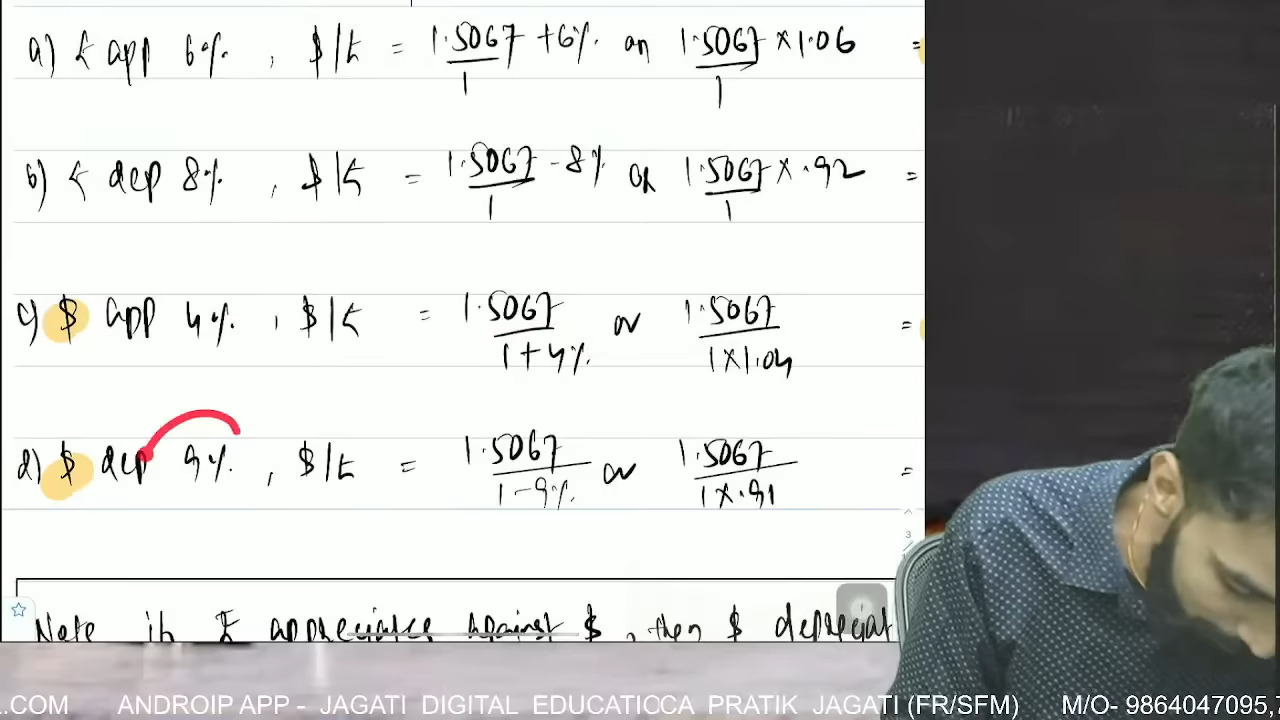 a) £ app 6%, $/£ = 1.5067/1 + 6% or 1.5067/1 × 1.06 =
b) £ dep 8%, $/£ = 1.5067/1 - 8% or 1.5067/1 × .92 =
c) $ app 4%, $/£ = 1.5067/1+4% or 1.5067/1×1.04 =
d) $ dep 9%, $/£ = 1.5067/1-9% or 1.5067/1×.91 =
3
Note if £ appreciates against $, then $ depreciat
.COM ANDROIP APP - JAGATI DIGITAL EDUCATIOCA PRATIK JAGATI (FR/SFM) M/O- 9864047095,